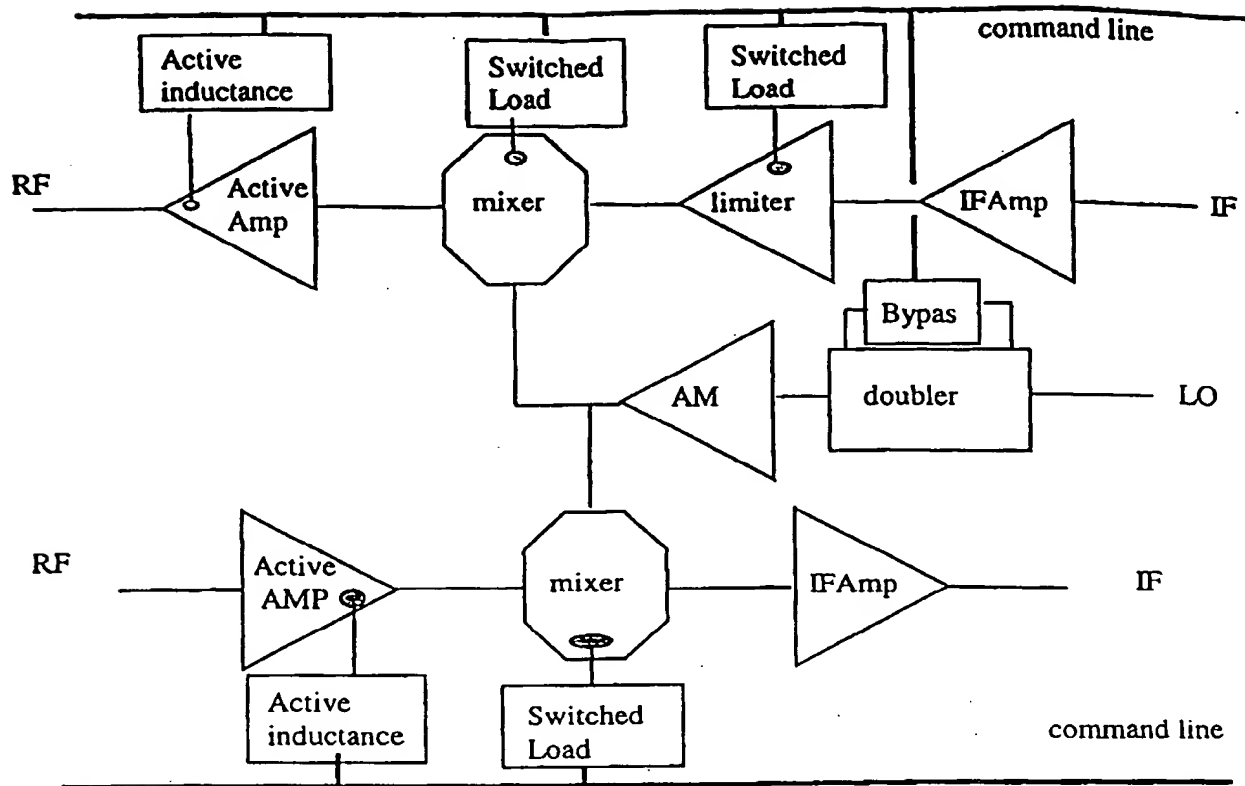 command line
Active
inductance
Switched
Load
Switched
Load
RF
Active
Amp
mixer
limiter
IFAmp
IF
Bypas
AM
doubler
LO
RF
Active
AMP
mixer
IFAmp
IF
Active
inductance
Switched
Load
command line